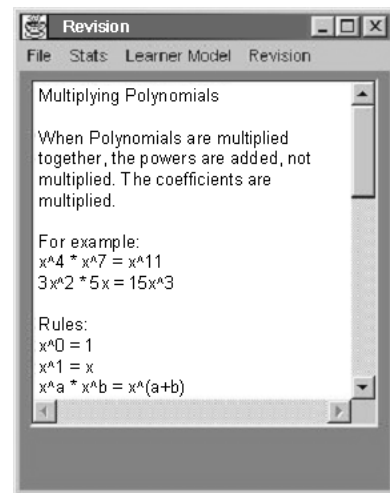 Revision
File Stats Learner Model Revision
Multiplying Polynomials
When Polynomials are multiplied
together, the powers are added, not
multiplied. The coefficients are
multiplied.
For example:
x^4 * x^7 = x^11
3x^2 * 5x = 15x^3
Rules:
x^0 = 1
x^1 = x
x^a * x^b = x^(a+b)